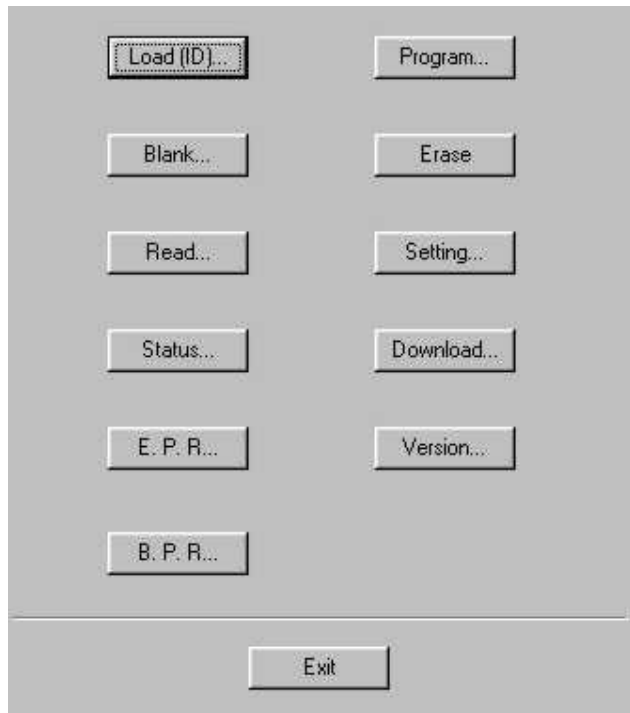 Load (ID)...
Program...
Blank...
Erase
Read...
Setting...
Status...
Download...
E. P. R...
Version...
B. P. R...
Exit